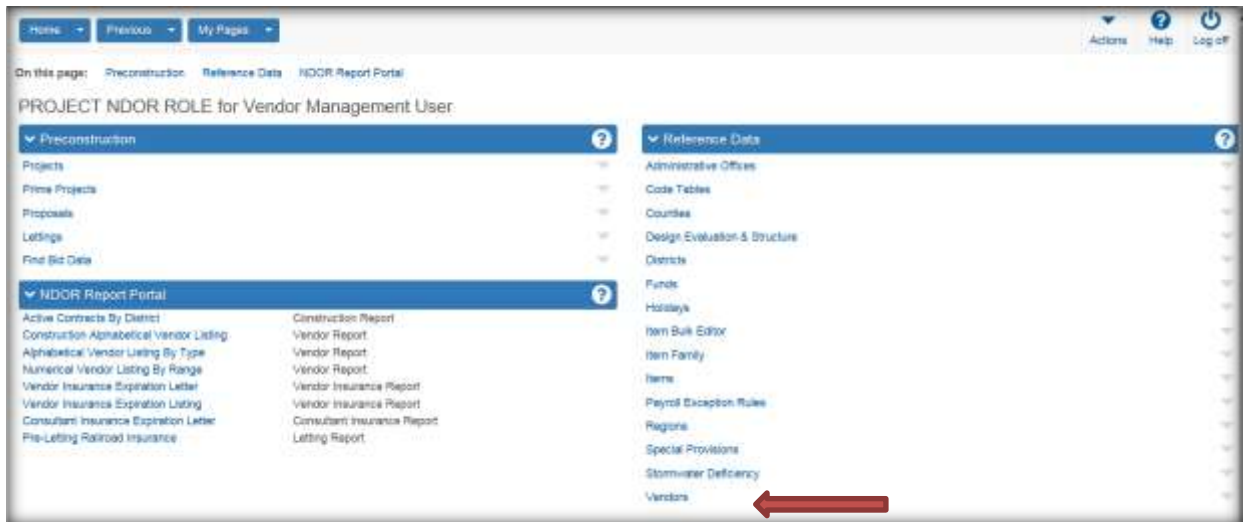 Home Previous My Pages
Actions Help Log off
On this page: Preconstruction Reference Data NDOR Report Portal
PROJECT NDOR ROLE for Vendor Management User
Preconstruction ?
Projects
Prime Projects
Proposals
Lettings
Find Bid Data
NDOR Report Portal ?
Active Contracts By District Construction Report
Construction Alphabetical Vendor Listing Vendor Report
Alphabetical Vendor Listing By Type Vendor Report
Numerical Vendor Listing By Range Vendor Report
Vendor Insurance Expiration Letter Vendor Insurance Report
Vendor Insurance Expiration Listing Vendor Insurance Report
Consultant Insurance Expiration Letter Consultant Insurance Report
Pre-Letting Railroad Insurance Letting Report
Reference Data ?
Administrative Offices
Code Tables
Counties
Design Evaluation & Structure
Districts
Funds
Holidays
Item Bulk Editor
Item Family
Items
Payroll Exception Rules
Regions
Special Provisions
Stormwater Deficiency
Vendors